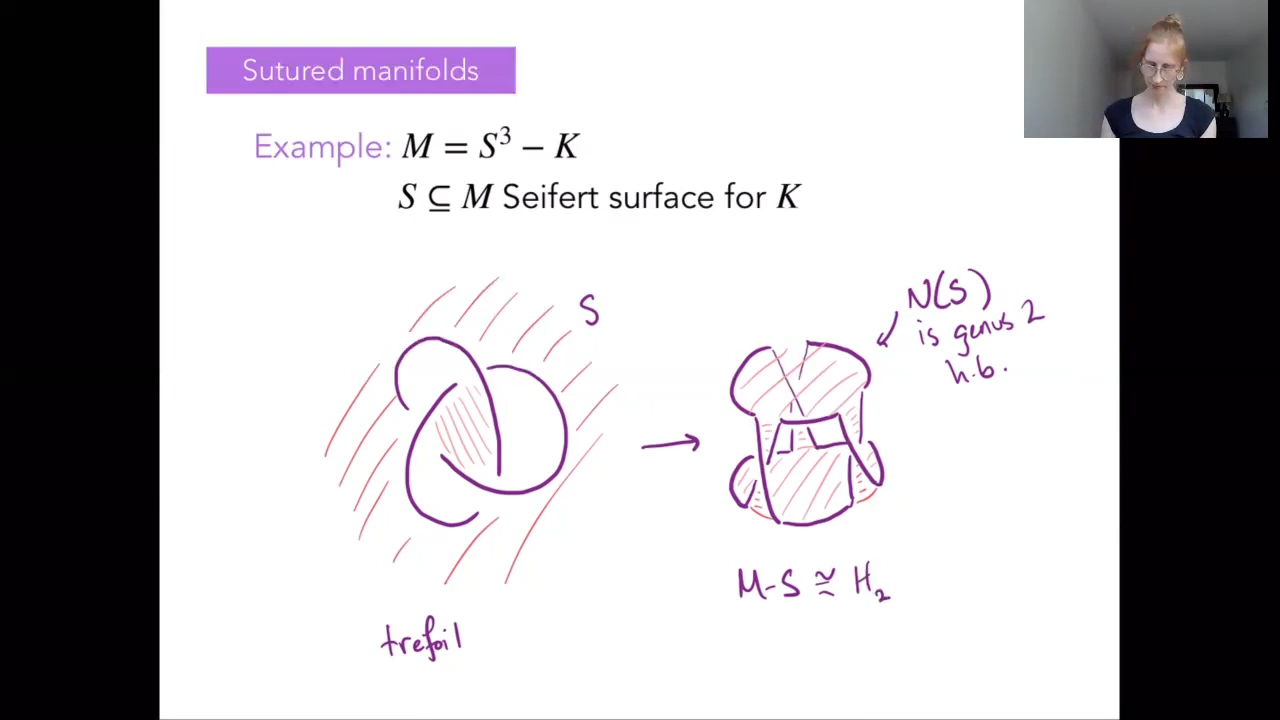 Sutured manifolds
Example: M = S³ − K
S ⊆ M Seifert surface for K
S
N(S)
is genus 2
h.b.
M-S ≅ H₂
trefoil